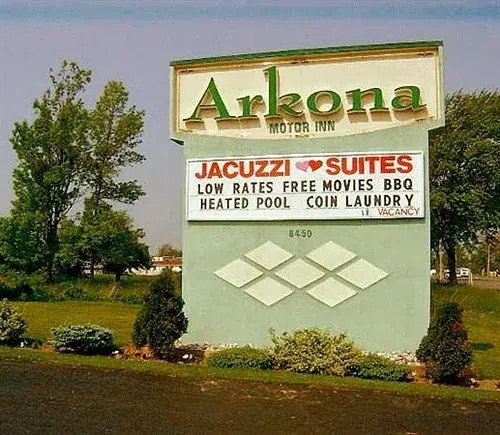 Arkona
MOTOR INN
JACUZZI SUITES
LOW RATES FREE MOVIES BBQ
HEATED POOL COIN LAUNDRY
VACANCY
8450